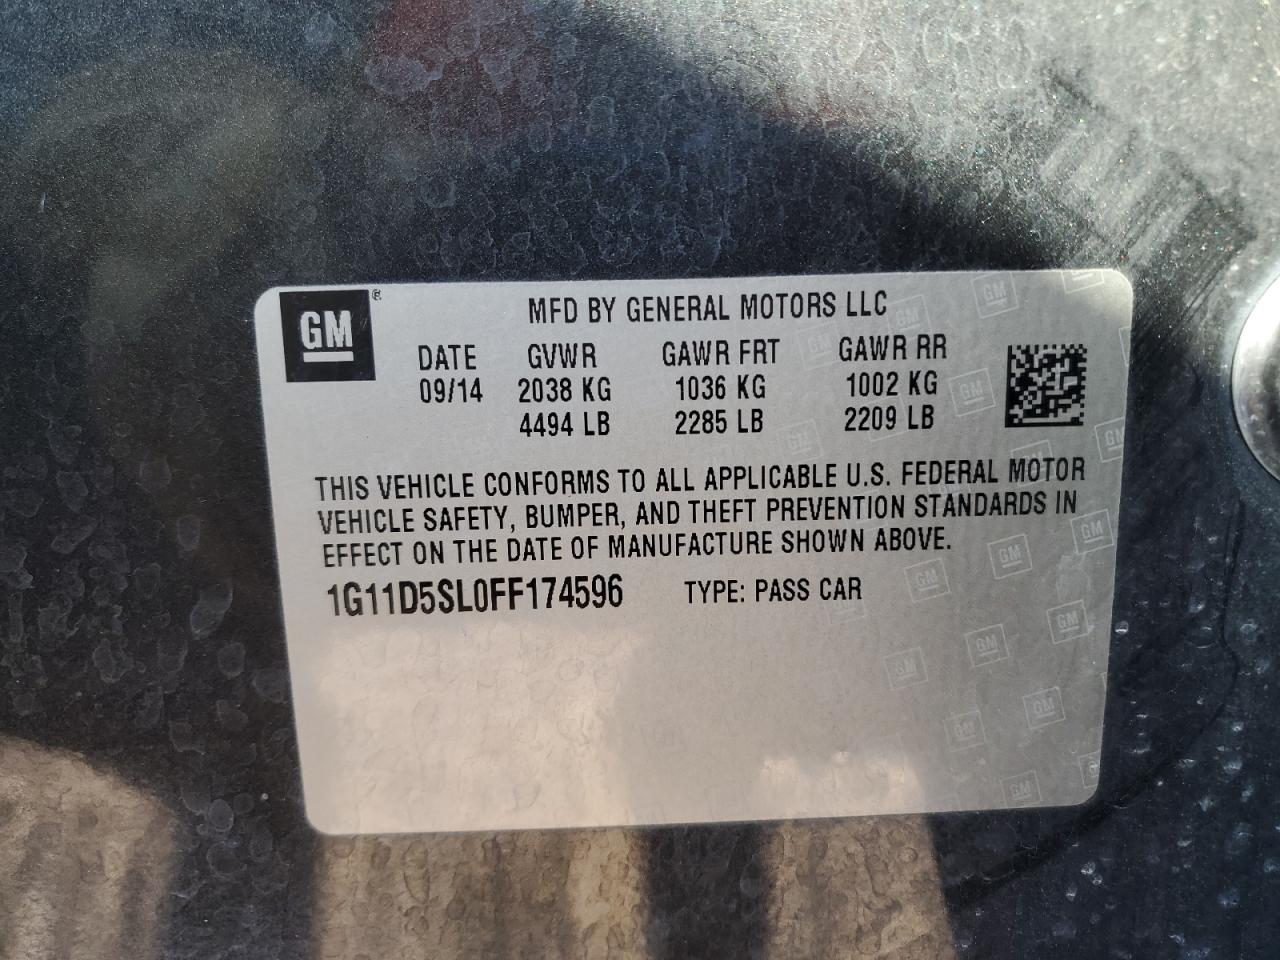 GM ®
MFD BY GENERAL MOTORS LLC
DATE GVWR GAWR FRT GAWR RR
09/14 2038 KG 1036 KG 1002 KG
4494 LB 2285 LB 2209 LB
THIS VEHICLE CONFORMS TO ALL APPLICABLE U.S. FEDERAL MOTOR
VEHICLE SAFETY, BUMPER, AND THEFT PREVENTION STANDARDS IN
EFFECT ON THE DATE OF MANUFACTURE SHOWN ABOVE.
1G11D5SL0FF174596 TYPE: PASS CAR